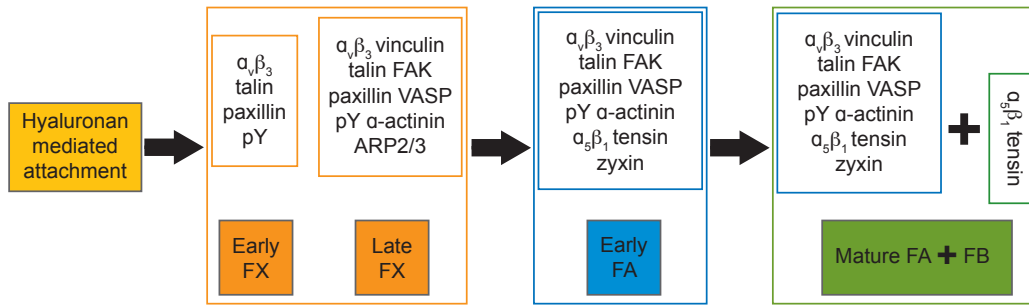 Hyaluronan
mediated
attachment
αᵥβ₃
talin
paxillin
pY
αᵥβ₃ vinculin
talin FAK
paxillin VASP
pY α-actinin
ARP2/3
Early
FX
Late
FX
αᵥβ₃ vinculin
talin FAK
paxillin VASP
pY α-actinin
α₅β₁ tensin
zyxin
Early
FA
αᵥβ₃ vinculin
talin FAK
paxillin VASP
pY α-actinin
α₅β₁ tensin
zyxin
+
α₅β₁ tensin
Mature FA + FB